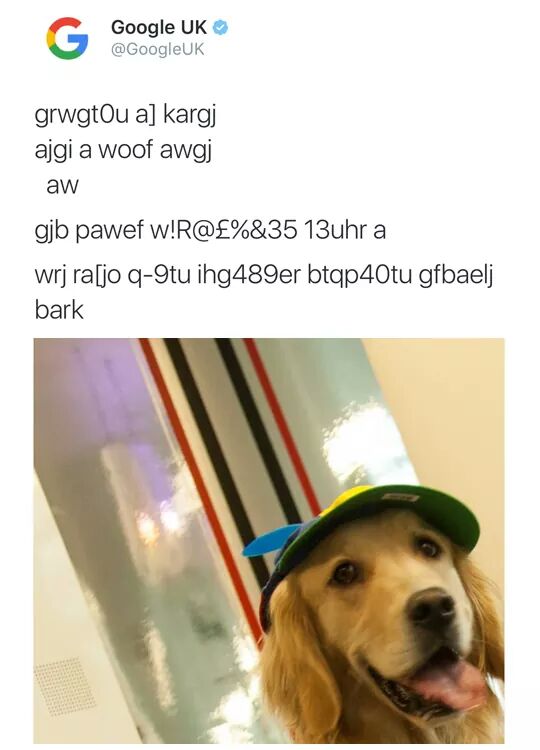 Google UK
@GoogleUK
grwgt0u a] kargj
ajgi a woof awgj
aw
gjb pawef w!R@£%&35 13uhr a
wrj ra[jo q-9tu ihg489er btqp40tu gfbaelj
bark